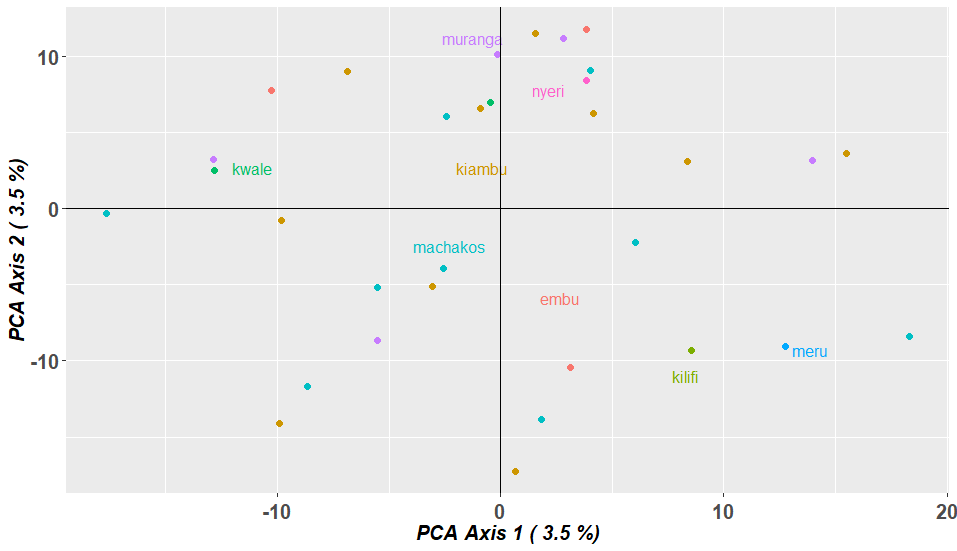 muranga
10
nyeri
kwale
kiambu
0
machakos
embu
meru
-10
kilifi
-10 0 10 20
PCA Axis 1 ( 3.5 %)
PCA Axis 2 ( 3.5 %)